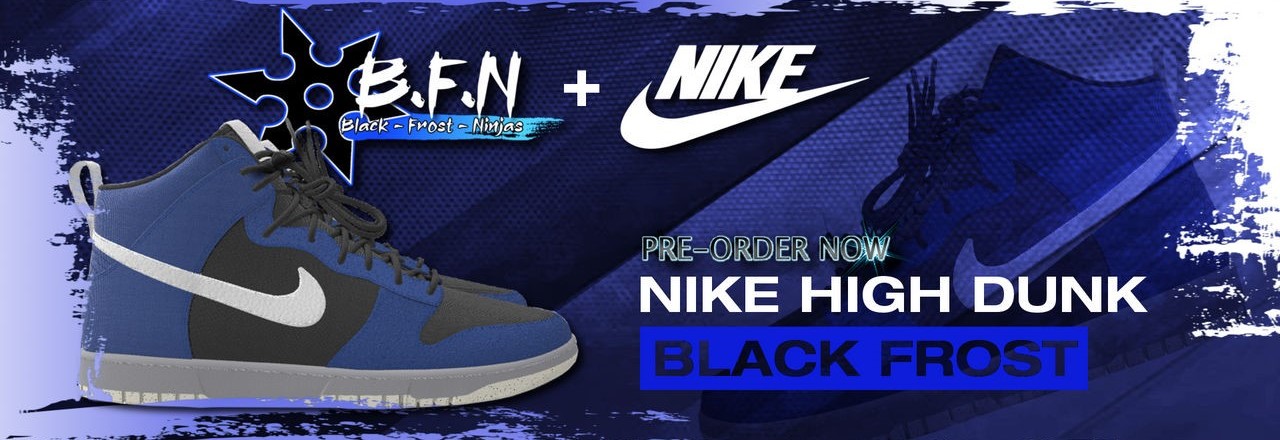 B.F.N + NIKE
Black - Frost - Ninjas
PRE-ORDER NOW
NIKE HIGH DUNK
BLACK FROST